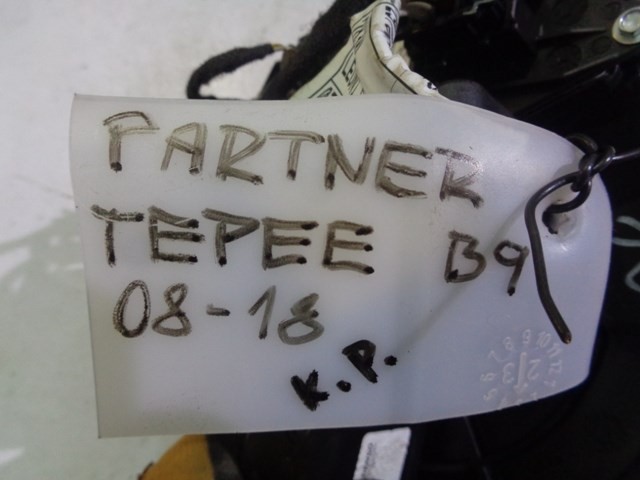 PARTNER
TEPEE B9
08-18
K.P.